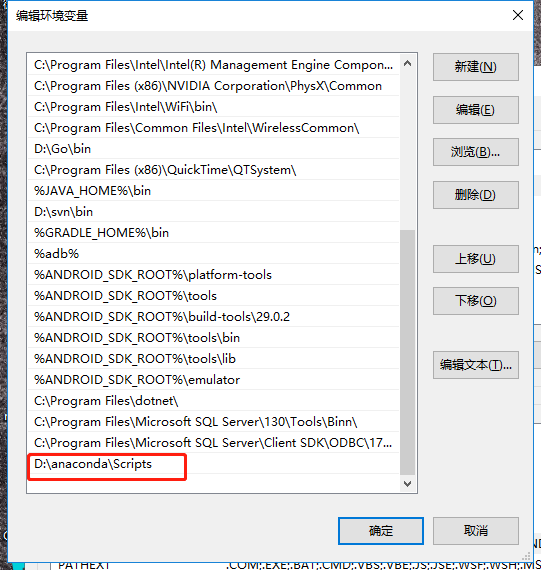 编辑环境变量
C:\Program Files\Intel\Intel(R) Management Engine Compon...
C:\Program Files (x86)\NVIDIA Corporation\PhysX\Common
C:\Program Files\Intel\WiFi\bin\
C:\Program Files\Common Files\Intel\WirelessCommon\
D:\Go\bin
C:\Program Files (x86)\QuickTime\QTSystem\
%JAVA_HOME%\bin
D:\svn\bin
%GRADLE_HOME%\bin
%adb%
%ANDROID_SDK_ROOT%\platform-tools
%ANDROID_SDK_ROOT%\tools
%ANDROID_SDK_ROOT%\build-tools\29.0.2
%ANDROID_SDK_ROOT%\tools\bin
%ANDROID_SDK_ROOT%\tools\lib
%ANDROID_SDK_ROOT%\emulator
C:\Program Files\dotnet\
C:\Program Files\Microsoft SQL Server\130\Tools\Binn\
C:\Program Files\Microsoft SQL Server\Client SDK\ODBC\17...
D:\anaconda\Scripts
新建(N)
编辑(E)
浏览(B)...
删除(D)
上移(U)
下移(O)
编辑文本(T)...
确定
取消
PATHEXT .COM;.EXE;.BAT;.CMD;.VBS;.VBE;.JS;.JSE;.WSF;.WSH;.MS